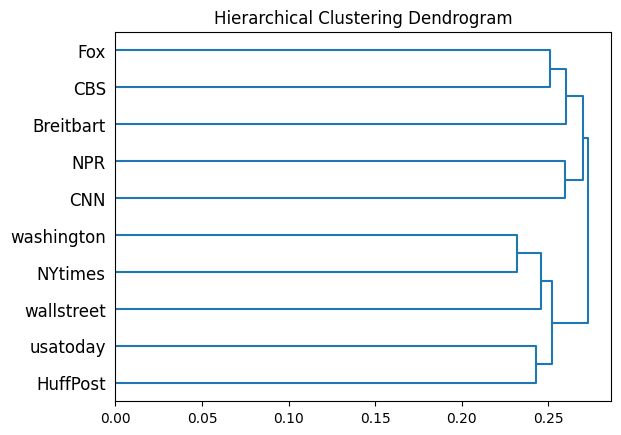 Hierarchical Clustering Dendrogram
Fox
CBS
Breitbart
NPR
CNN
washington
NYtimes
wallstreet
usatoday
HuffPost
0.00 0.05 0.10 0.15 0.20 0.25